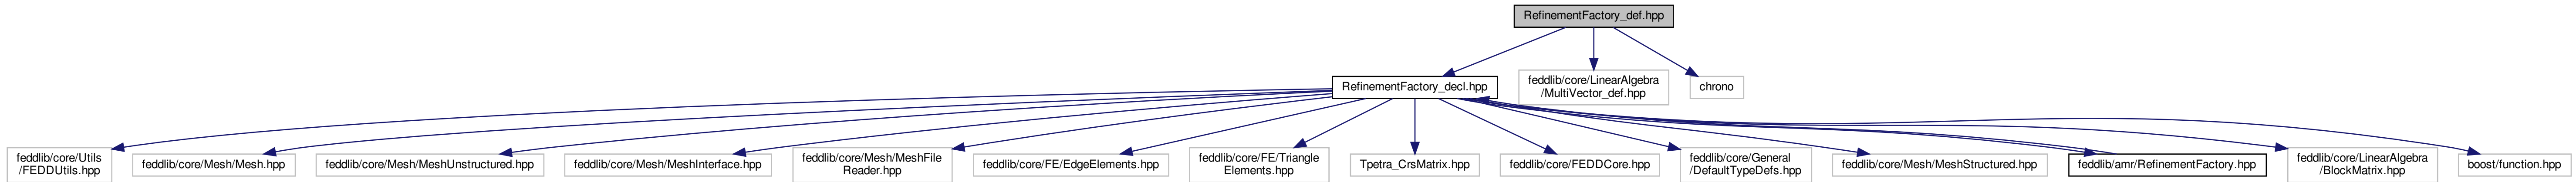 RefinementFactory_def.hpp
RefinementFactory_decl.hpp
feddlib/core/LinearAlgebra
/MultiVector_def.hpp
chrono
feddlib/core/Utils
/FEDDUtils.hpp
feddlib/core/Mesh/Mesh.hpp
feddlib/core/Mesh/MeshUnstructured.hpp
feddlib/core/Mesh/MeshInterface.hpp
feddlib/core/Mesh/MeshFile
Reader.hpp
feddlib/core/FE/EdgeElements.hpp
feddlib/core/FE/Triangle
Elements.hpp
Tpetra_CrsMatrix.hpp
feddlib/core/FEDDCore.hpp
feddlib/core/General
/DefaultTypeDefs.hpp
feddlib/core/Mesh/MeshStructured.hpp
feddlib/amr/RefinementFactory.hpp
feddlib/core/LinearAlgebra
/BlockMatrix.hpp
boost/function.hpp